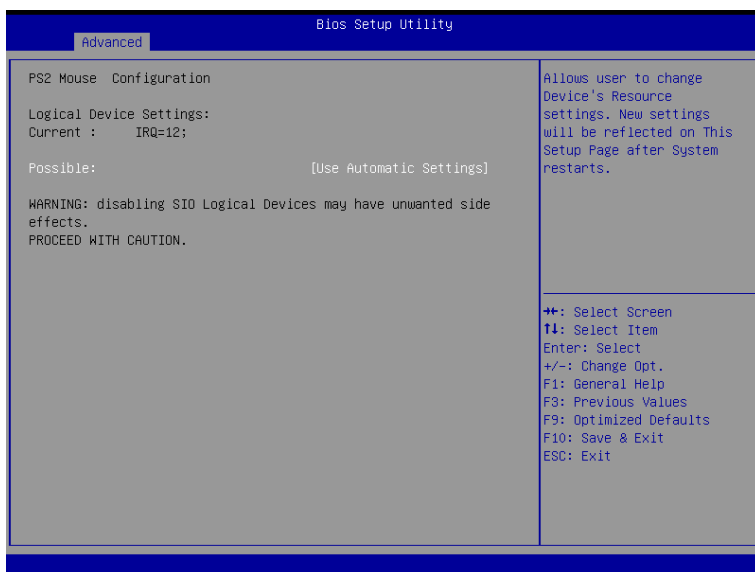 Bios Setup Utility
Advanced
PS2 Mouse  Configuration
Logical Device Settings:
Current :     IRQ=12;
Possible:     [Use Automatic Settings]
WARNING: disabling SIO Logical Devices may have unwanted side
effects.
PROCEED WITH CAUTION.
Allows user to change
Device's Resource
settings. New settings
will be reflected on This
Setup Page after System
restarts.
→←: Select Screen
↑↓: Select Item
Enter: Select
+/-: Change Opt.
F1: General Help
F3: Previous Values
F9: Optimized Defaults
F10: Save & Exit
ESC: Exit